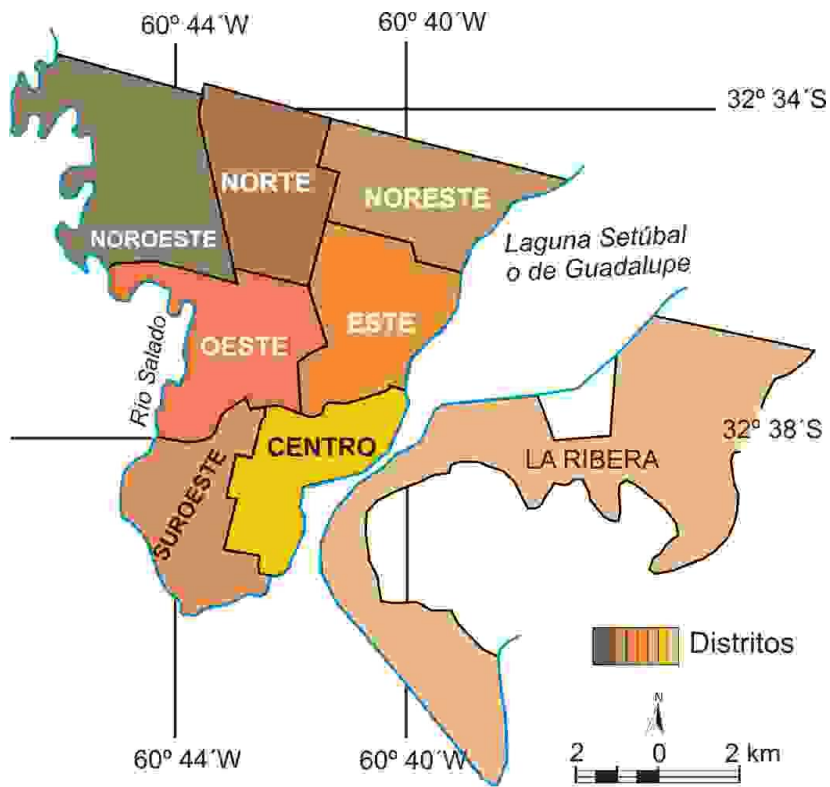 60º 44´W
60º 40´W
32º 34´S
NORTE
NORESTE
NOROESTE
Laguna Setúbal
o de Guadalupe
ESTE
OESTE
Río Salado
32º 38´S
CENTRO
LA RIBERA
SUROESTE
Distritos
N
60º 44´W
60º 40´W
2 0 2 km